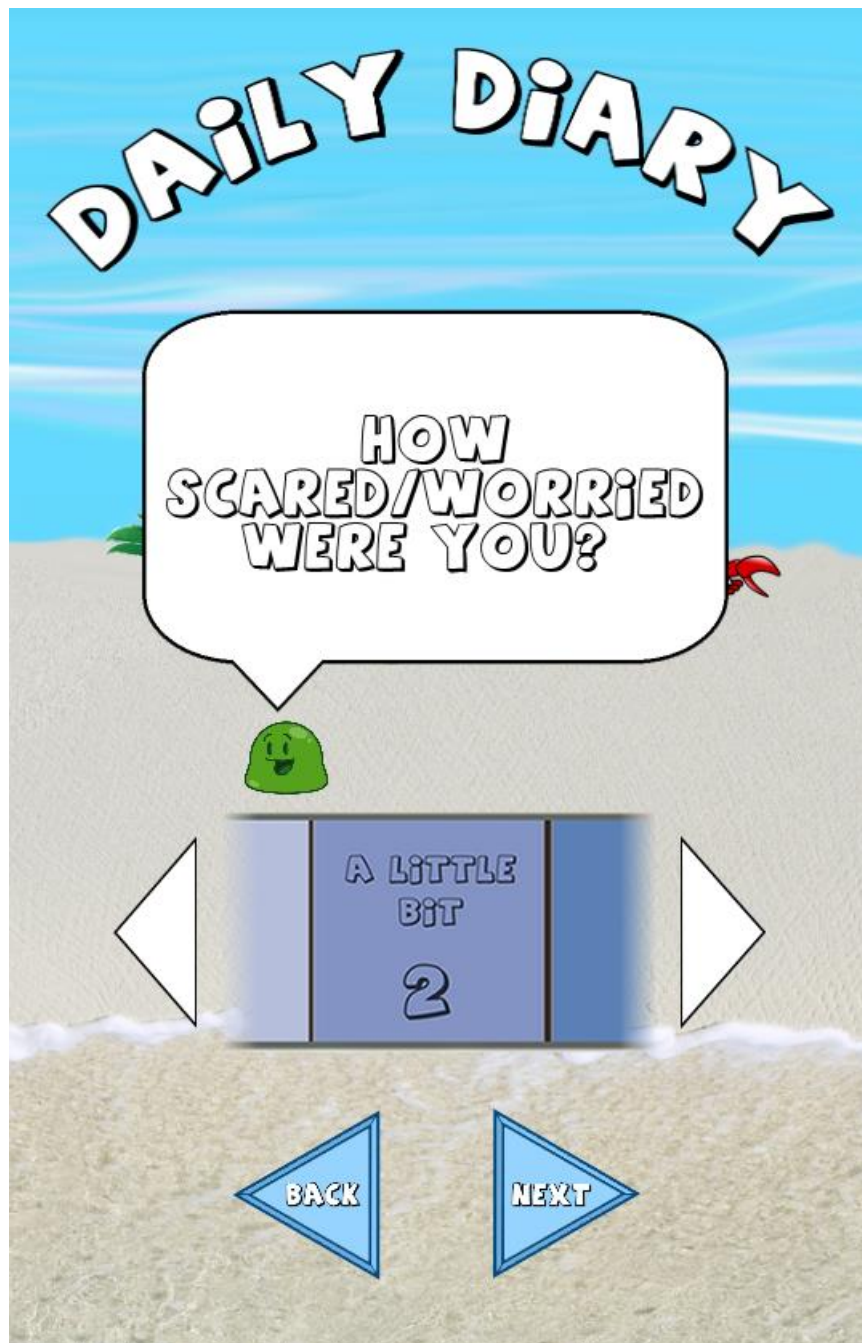 DAiLY DiARY
HOW
SCARED/WORRiED
WERE YOU?
A LiTTLE
BiT
2
BACK
NEXT